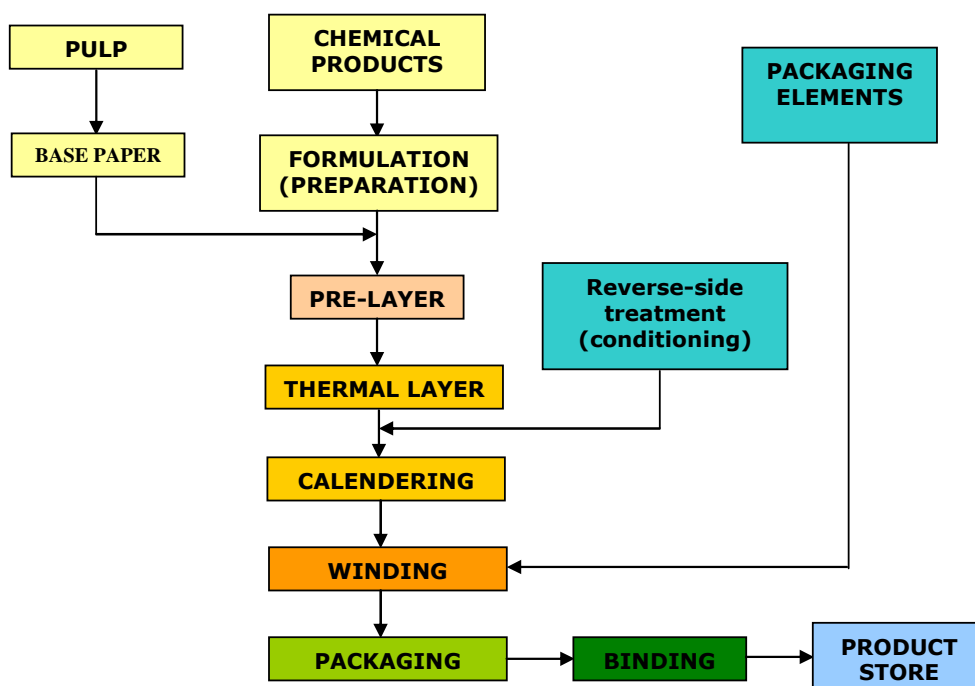 PULP
CHEMICAL
PRODUCTS
PACKAGING
ELEMENTS
BASE PAPER
FORMULATION
(PREPARATION)
PRE-LAYER
Reverse-side
treatment
(conditioning)
THERMAL LAYER
CALENDERING
WINDING
PACKAGING
BINDING
PRODUCT
STORE